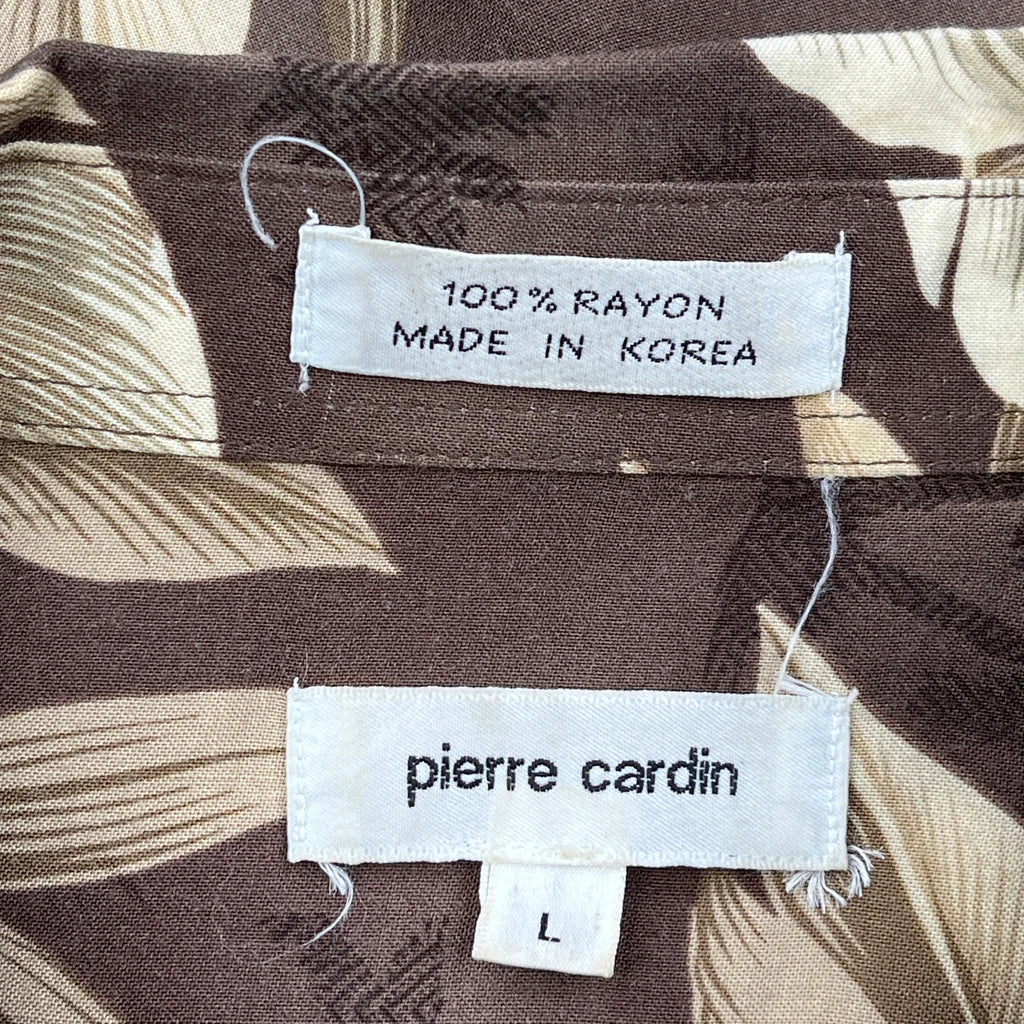 100% RAYON
MADE IN KOREA
pierre cardin
L